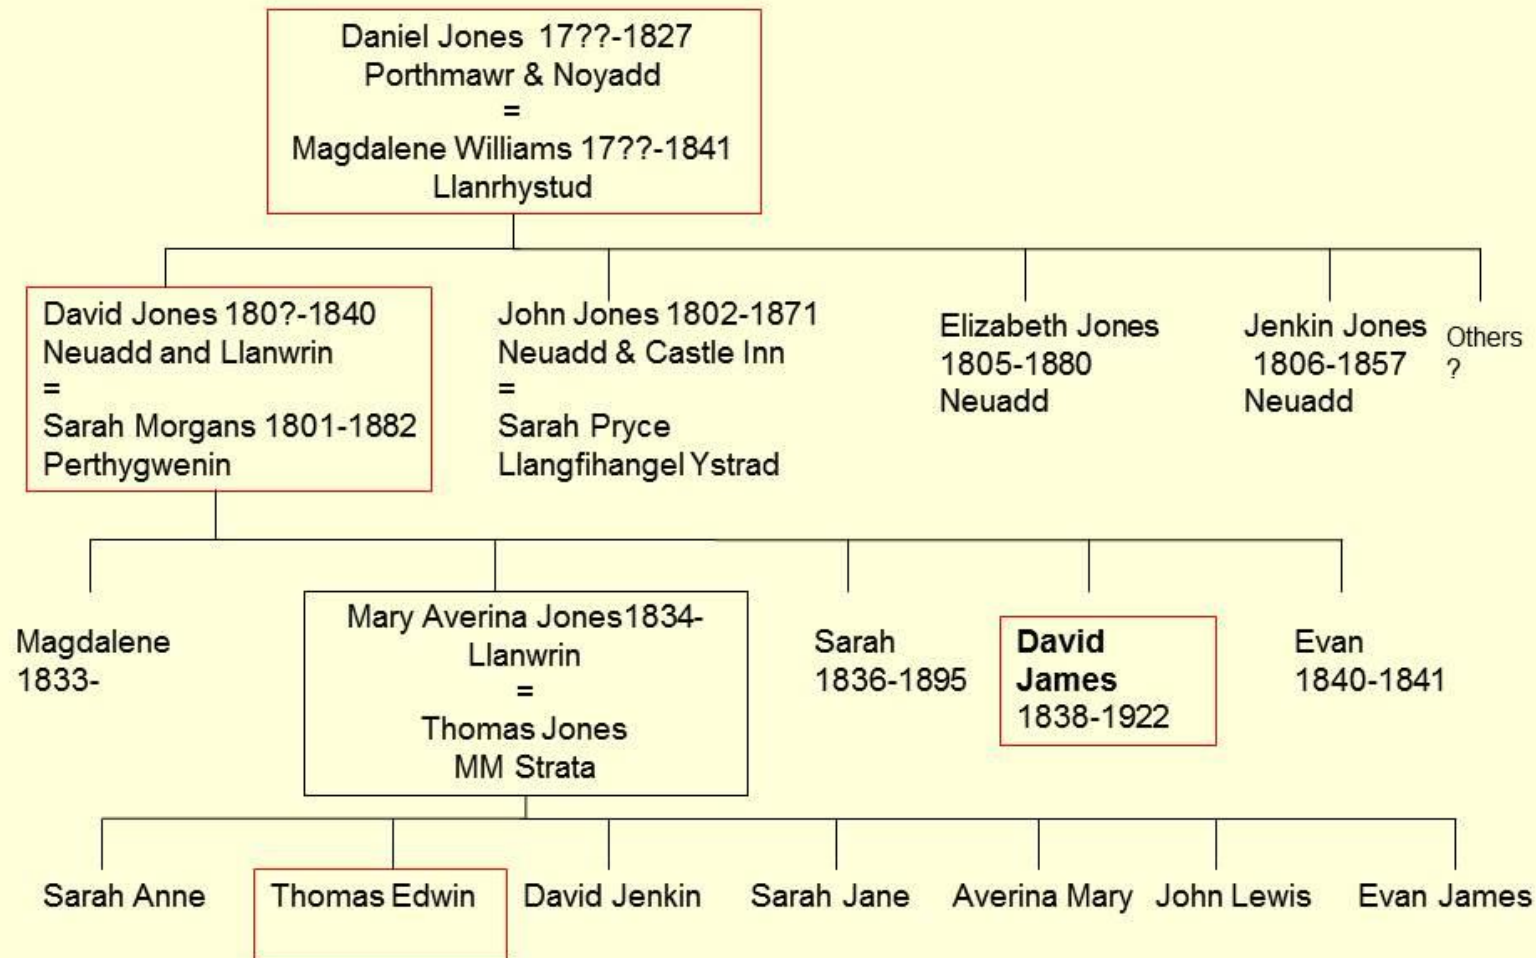 Daniel Jones 17??-1827
Porthmawr & Noyadd
=
Magdalene Williams 17??-1841
Llanrhystud
David Jones 180?-1840
Neuadd and Llanwrin
=
Sarah Morgans 1801-1882
Perthygwenin
John Jones 1802-1871
Neuadd & Castle Inn
=
Sarah Pryce
Llangfihangel Ystrad
Elizabeth Jones
1805-1880
Neuadd
Jenkin Jones
1806-1857
Neuadd
Others
?
Magdalene
1833-
Mary Averina Jones1834-
Llanwrin
=
Thomas Jones
MM Strata
Sarah
1836-1895
David
James
1838-1922
Evan
1840-1841
Sarah Anne
Thomas Edwin
David Jenkin
Sarah Jane
Averina Mary
John Lewis
Evan James